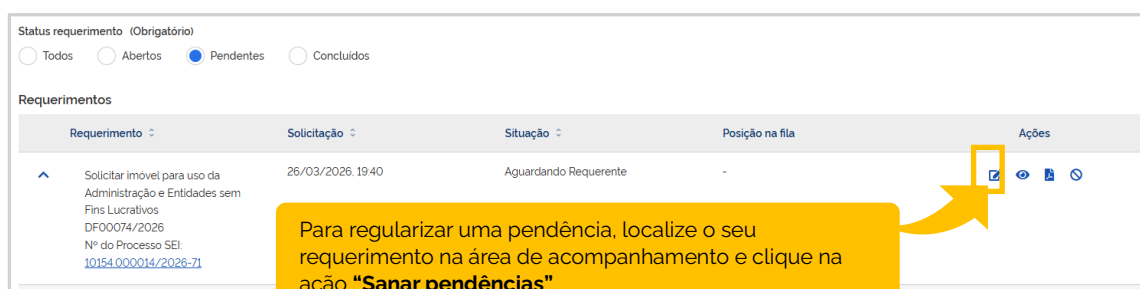 Status requerimento (Obrigatório)
Todos Abertos Pendentes Concluídos
Requerimentos
Requerimento Solicitação Situação Posição na fila Ações
Solicitar imóvel para uso da 26/03/2026, 19:40 Aguardando Requerente -
Administração e Entidades sem
Fins Lucrativos
DF00074/2026
Nº do Processo SEI:
10154.000014/2026-71
Para regularizar uma pendência, localize o seu
requerimento na área de acompanhamento e clique na
ação “Sanar pendências”